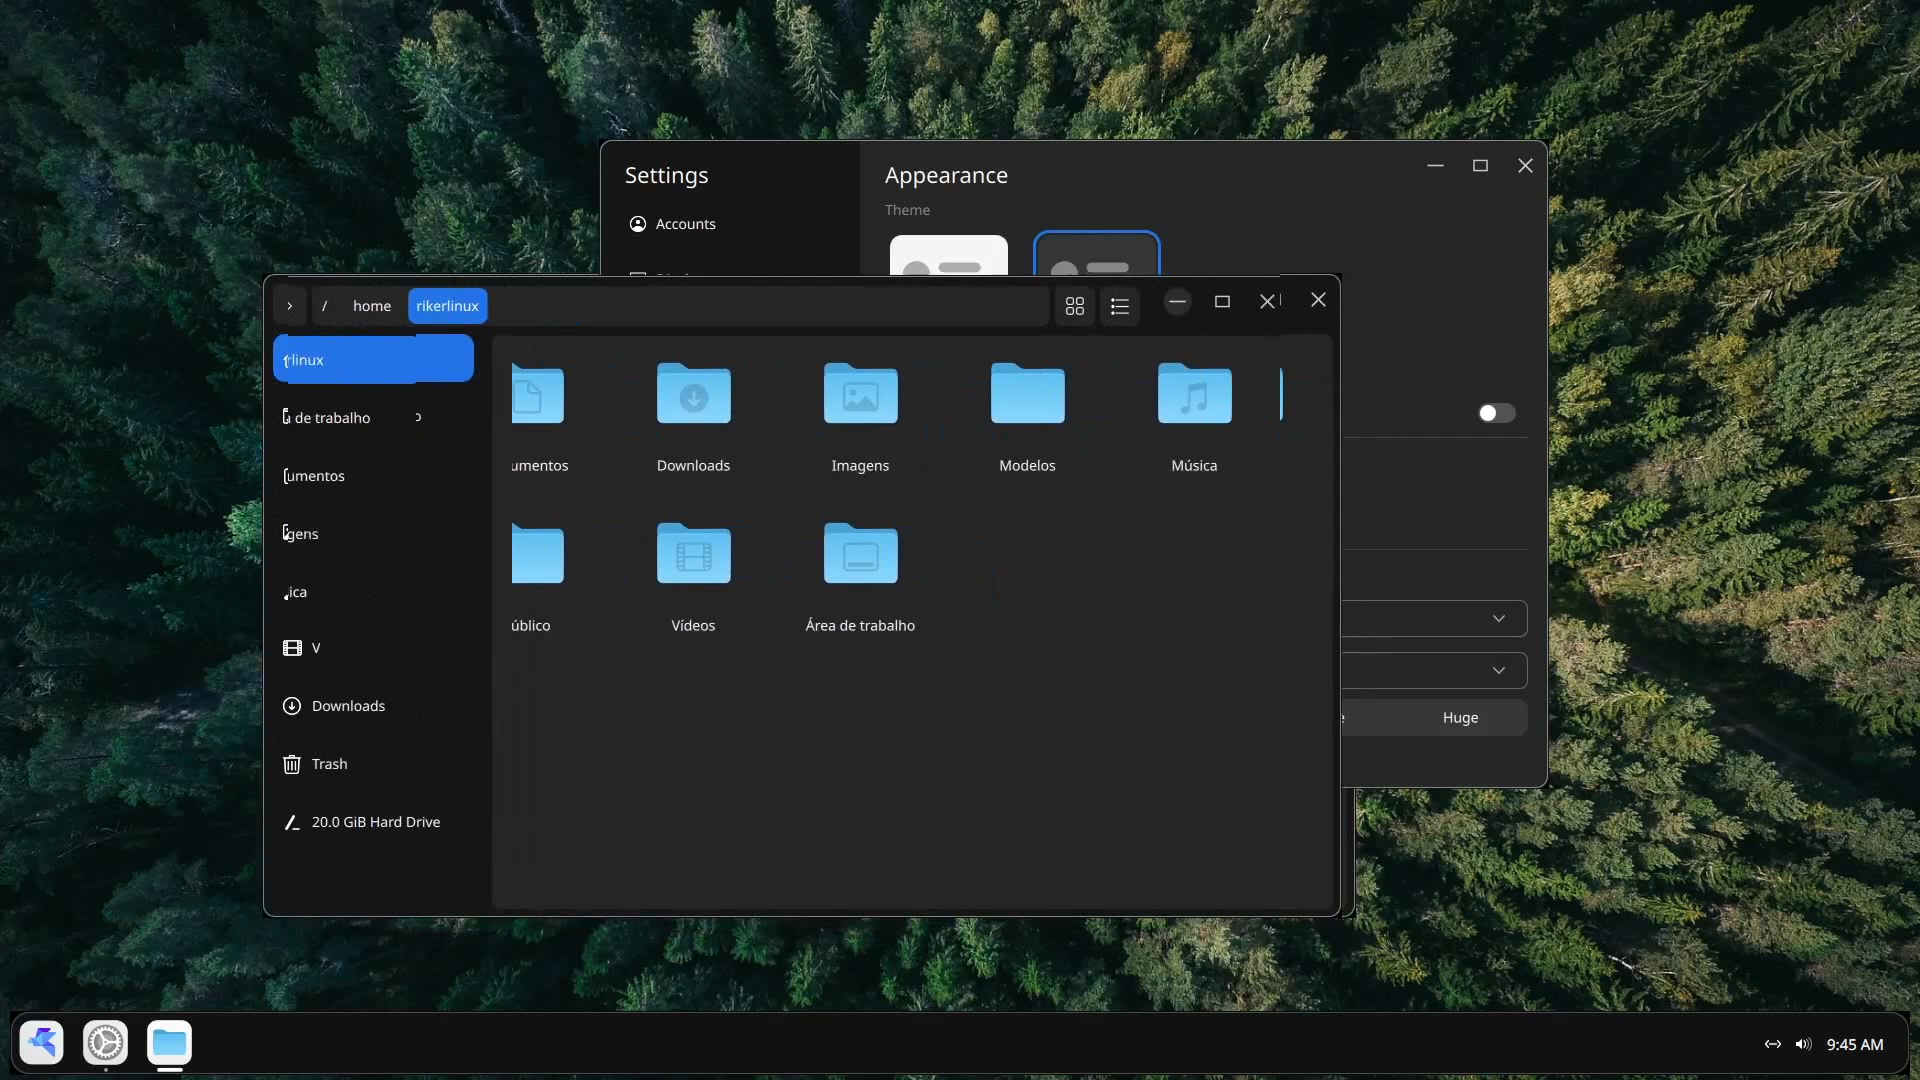 Settings
Appearance
Theme
Accounts
/ home rikerlinux
rlinux
de trabalho
umentos
gens
ica
V
Downloads
Trash
20.0 GiB Hard Drive
umentos
Downloads
Imagens
Modelos
Música
úblico
Vídeos
Área de trabalho
Huge
9:45 AM